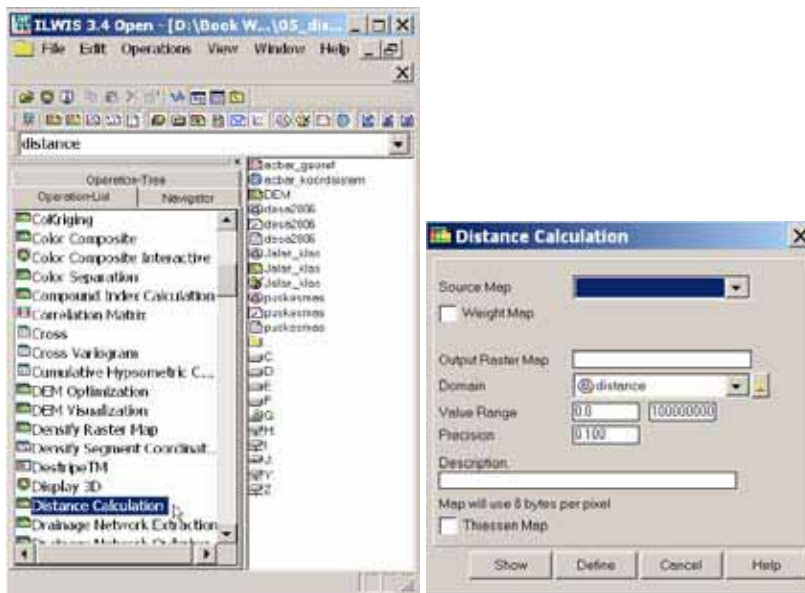 ILWIS 3.4 Open - [D:\Book W...\05_dis...
File Edit Operations View Window Help
distance
Operation-Tree
Operation-List Navigator
CoKriging
Color Composite
Color Composite Interactive
Color Separation
Compound Index Calculation
Correlation Matrix
Cross
Cross Variogram
Cumulative Hypsometric C...
DEM Optimization
DEM Visualization
Densify Raster Map
Densify Segment Coordinat...
DestripeTM
Display 3D
Distance Calculation
Drainage Network Extraction
Drainage Network
acbar_georef
acbar_koordsistem
DEM
desa2006
desa2006
desa2006
Jalan_klas
Jalan_klas
Jalan_klas
puskesmas
puskesmas
puskesmas
C
D
E
F
G
H
I
J
Y
Z
Distance Calculation
Source Map
Weight Map
Output Raster Map
Domain distance
Value Range 0.0 100000000
Precision 0.100
Description
Map will use 8 bytes per pixel
Thiessen Map
Show Define Cancel Help